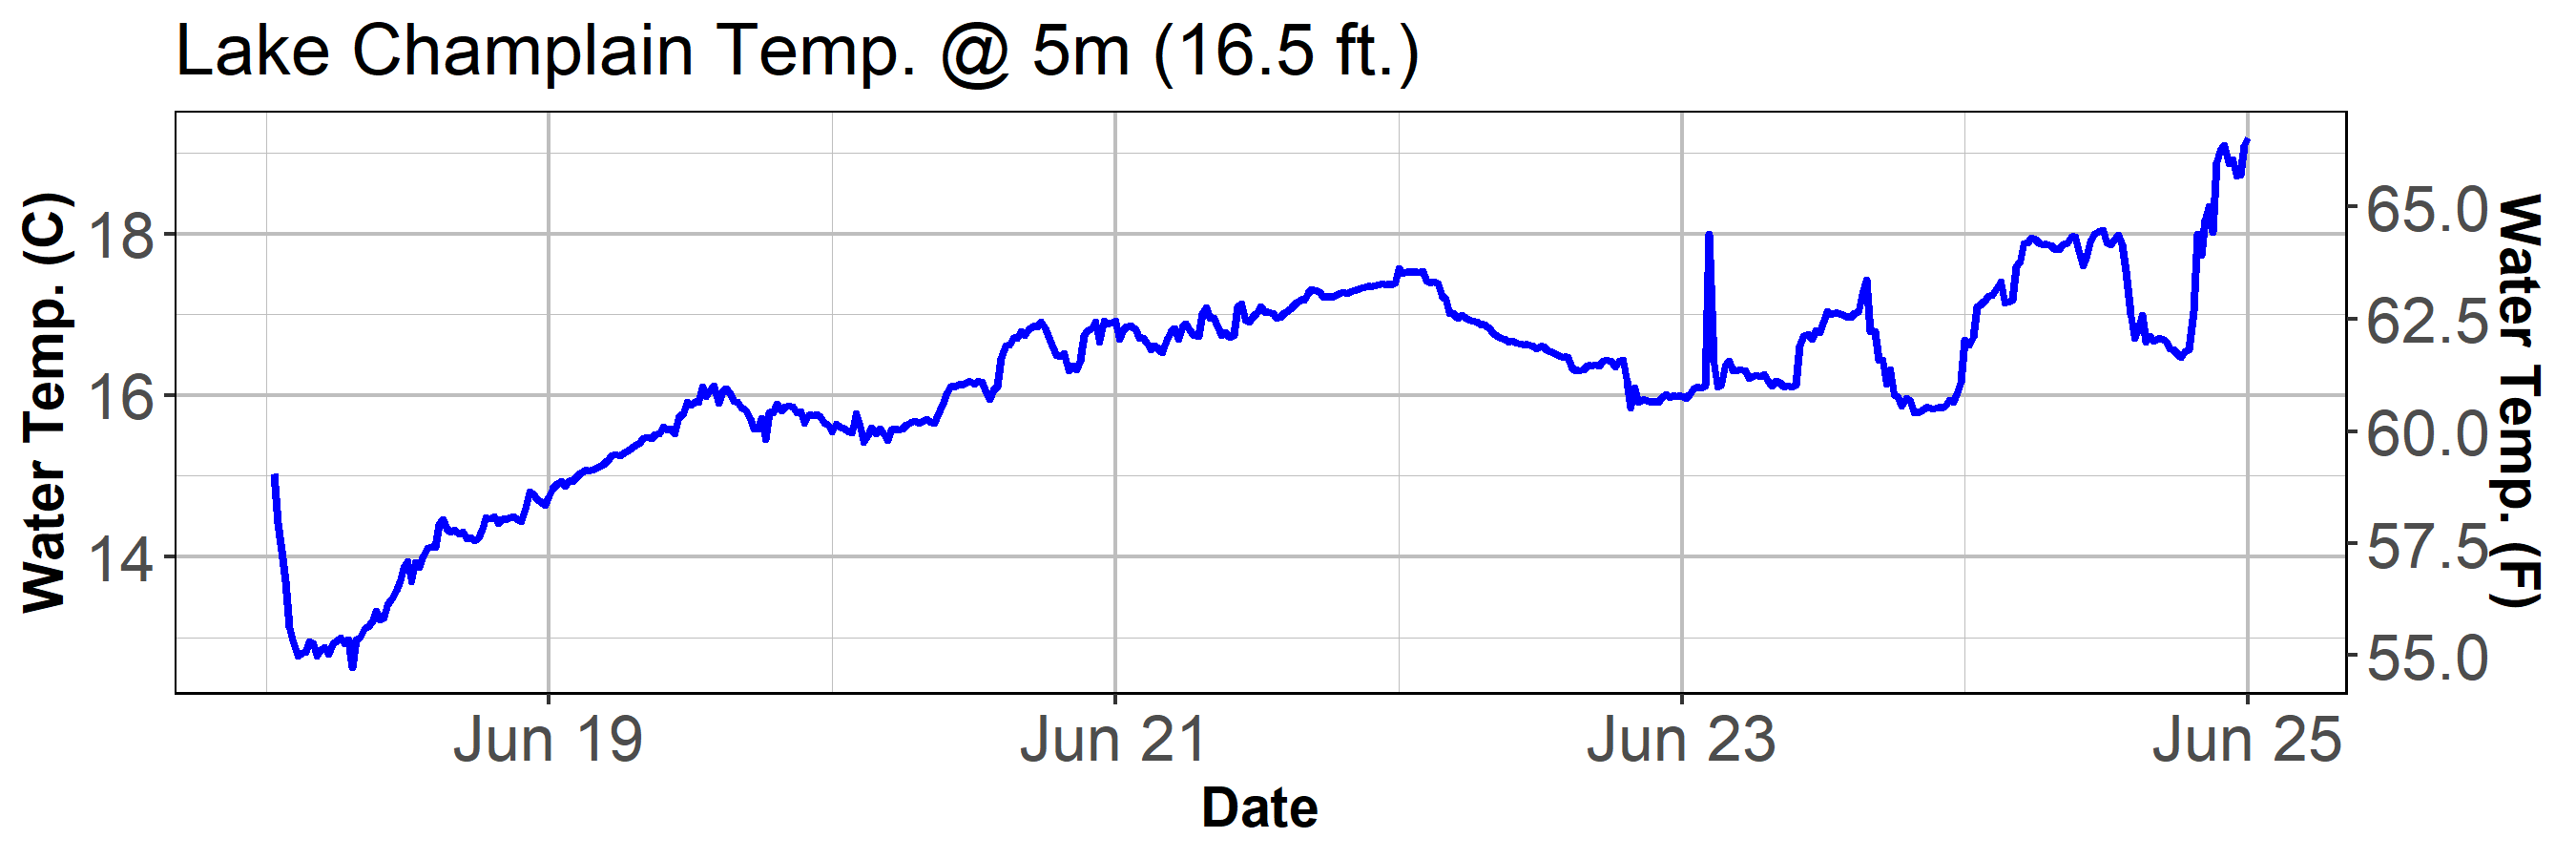 Lake Champlain Temp. @ 5m (16.5 ft.)
Water Temp. (C)
18
16
14
65.0
62.5
60.0
57.5
55.0
Water Temp. (F)
Jun 19
Jun 21
Jun 23
Jun 25
Date